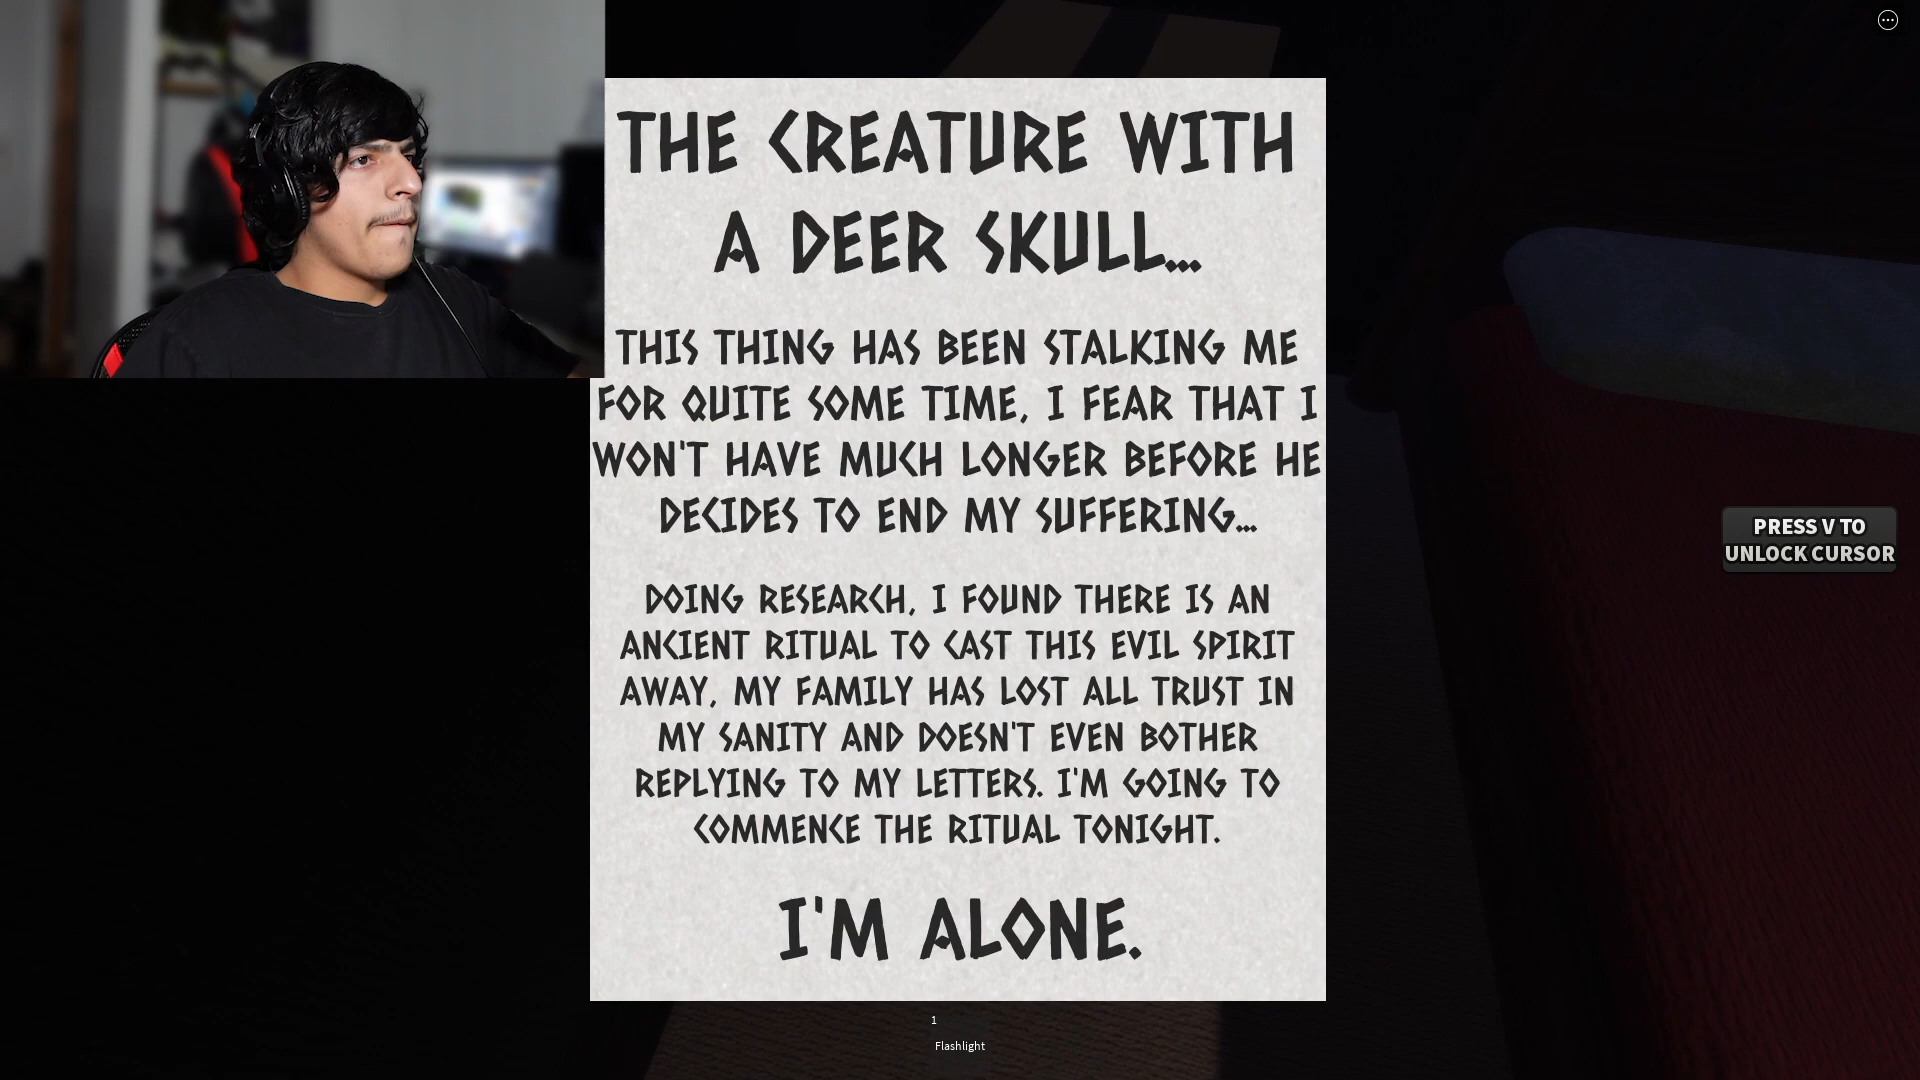 THE CREATURE WITH
A DEER SKULL...
THIS THING HAS BEEN STALKING ME
FOR QUITE SOME TIME, I FEAR THAT I
WON'T HAVE MUCH LONGER BEFORE HE
DECIDES TO END MY SUFFERING...
DOING RESEARCH, I FOUND THERE IS AN
ANCIENT RITUAL TO CAST THIS EVIL SPIRIT
AWAY, MY FAMILY HAS LOST ALL TRUST IN
MY SANITY AND DOESN'T EVEN BOTHER
REPLYING TO MY LETTERS. I'M GOING TO
COMMENCE THE RITUAL TONIGHT.
I'M ALONE.
PRESS V TO
UNLOCK CURSOR
1
Flashlight